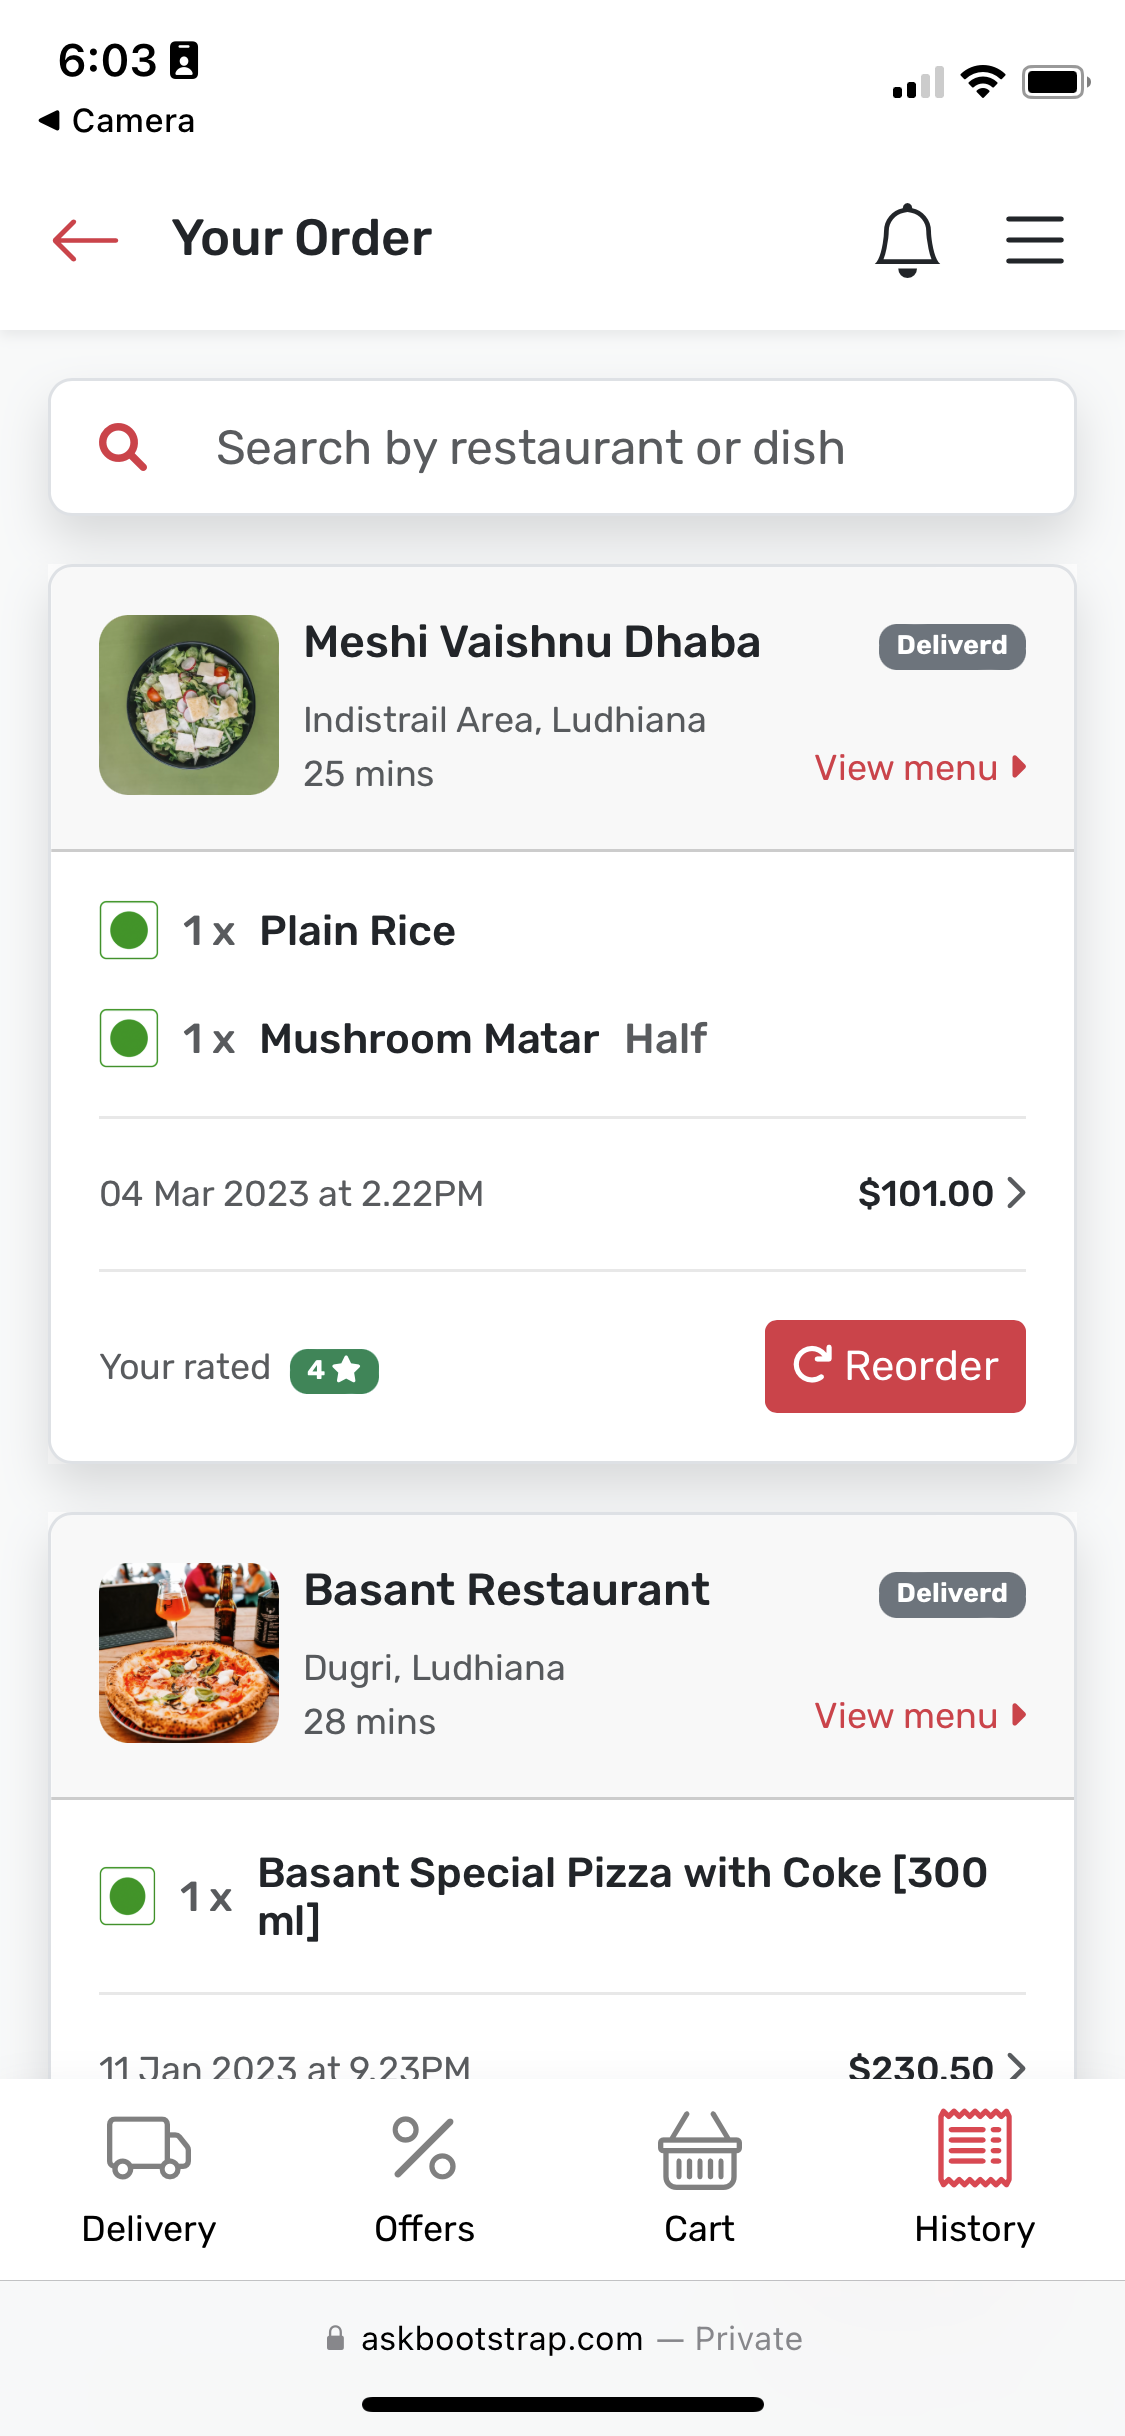 6:03
Camera
Your Order
Search by restaurant or dish
Meshi Vaishnu Dhaba
Deliverd
Indistrail Area, Ludhiana
25 mins
View menu
1 x Plain Rice
1 x Mushroom Matar Half
04 Mar 2023 at 2.22PM
$101.00
Your rated 4
Reorder
Basant Restaurant
Deliverd
Dugri, Ludhiana
28 mins
View menu
1 x Basant Special Pizza with Coke [300
ml]
11 Jan 2023 at 9.23PM
$230.50
Delivery
Offers
Cart
History
askbootstrap.com — Private